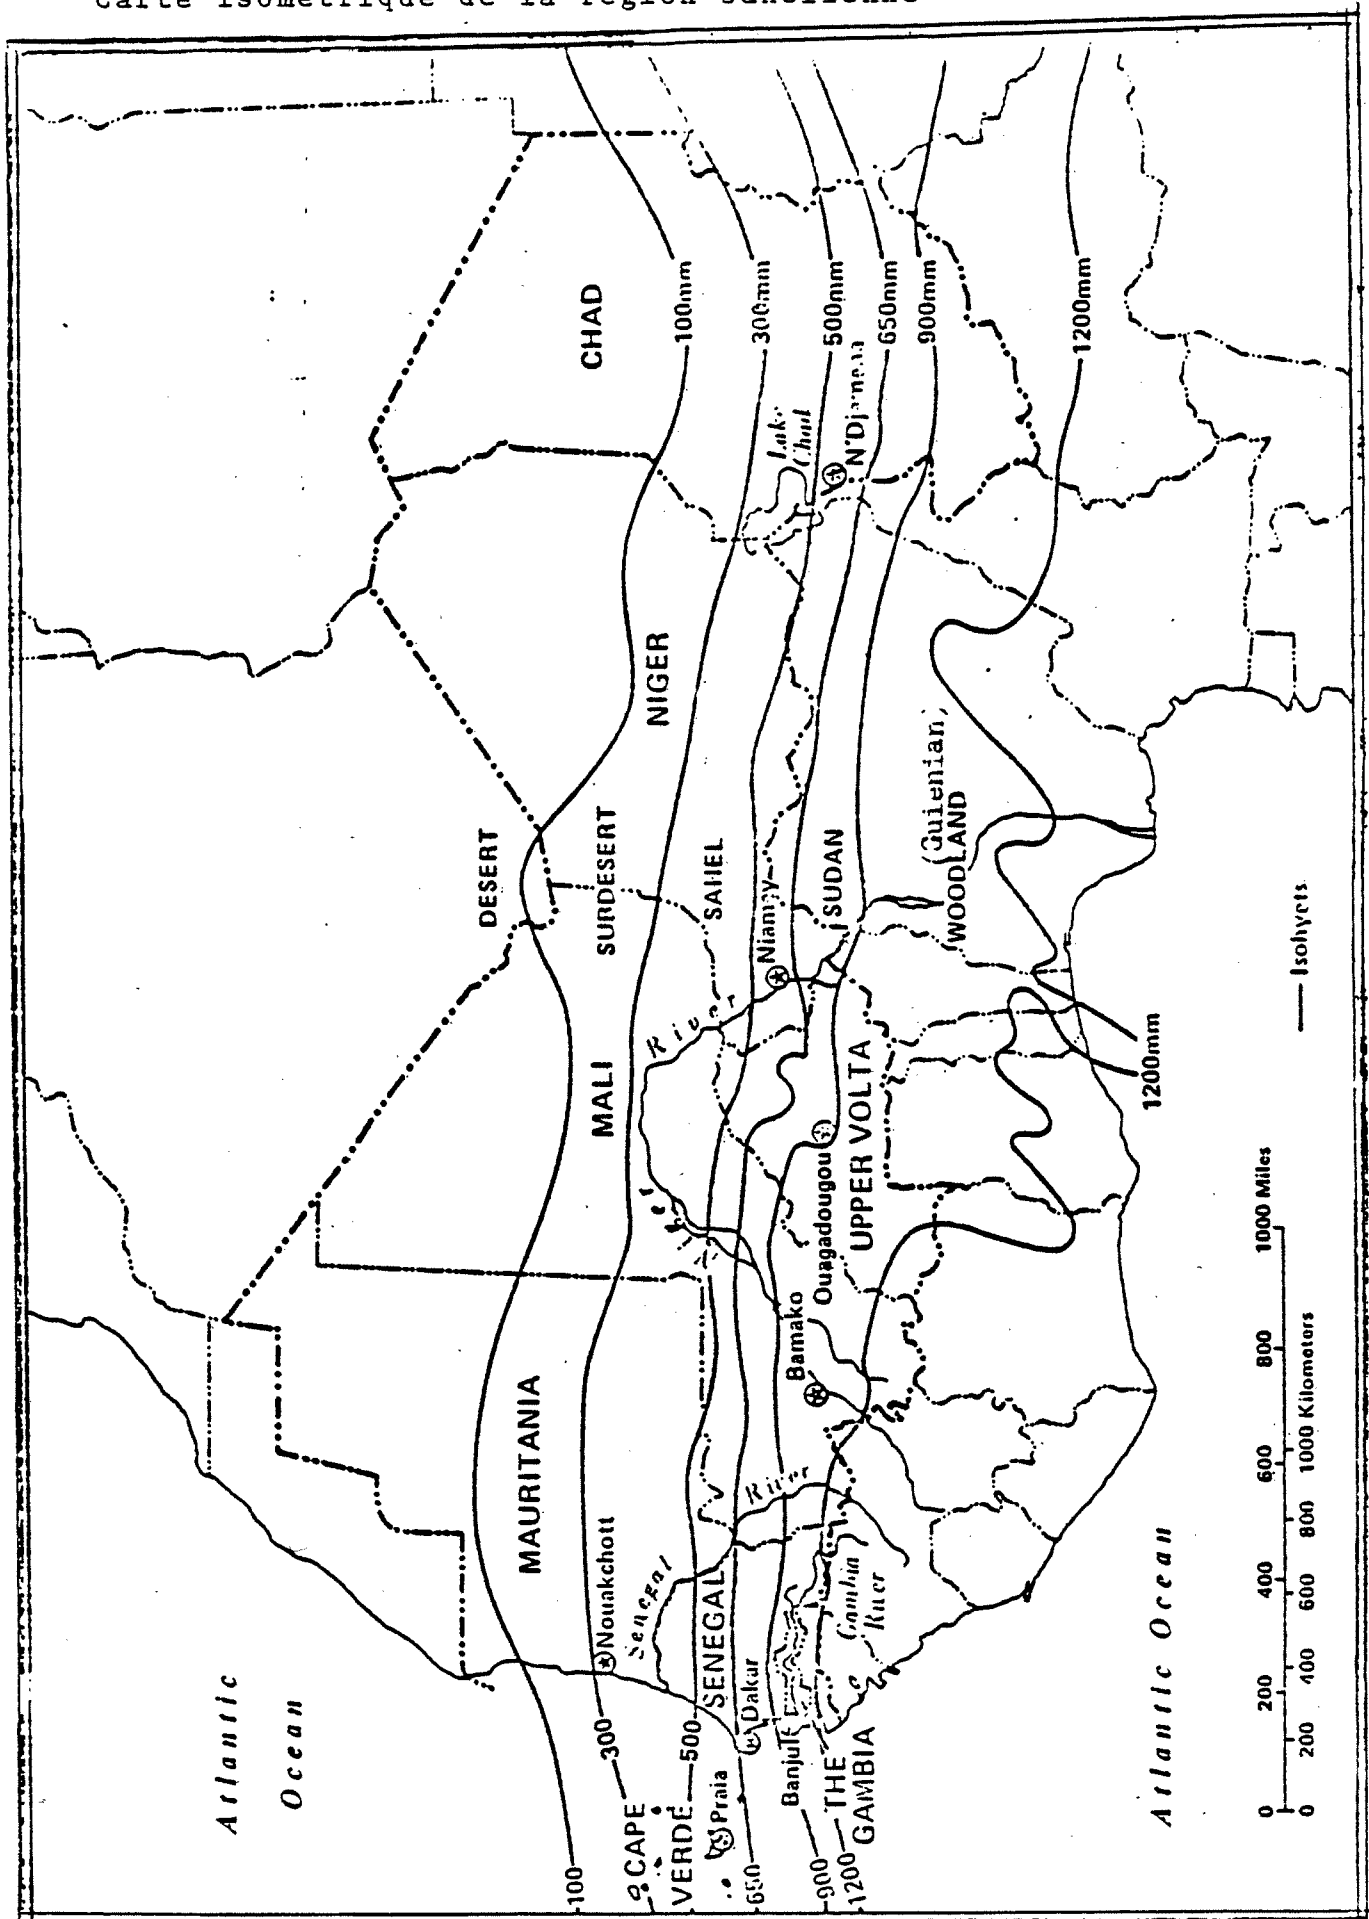 Carte isométrique de la région sahélienne
Atlantic
Ocean
DESERT
CHAD
MAURITANIA
SURDESERT
MALI
NIGER
100mm
300mm
500mm
650mm
900mm
1200mm
Nouakchott
Senegal
River
River
SAHEL
Lake
Chad
N'Djamena
Niamey
SUDAN
(Guienian)
WOODLAND
SENEGAL
Dakar
River
Bamako
Ouagadougou
UPPER VOLTA
Gambia
River
Banjul
THE
GAMBIA
CAPE
VERDE
Praia
100
300
500
650
900
1200
1200mm
Atlantic Ocean
Isohyets
0 200 400 600 800 1000 Miles
0 200 400 600 800 1000 Kilometers